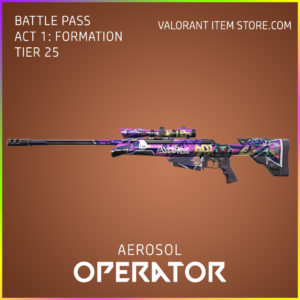 BATTLE PASS
ACT 1: FORMATION
TIER 25
VALORANT ITEM STORE.COM
AEROSOL
OPERATOR